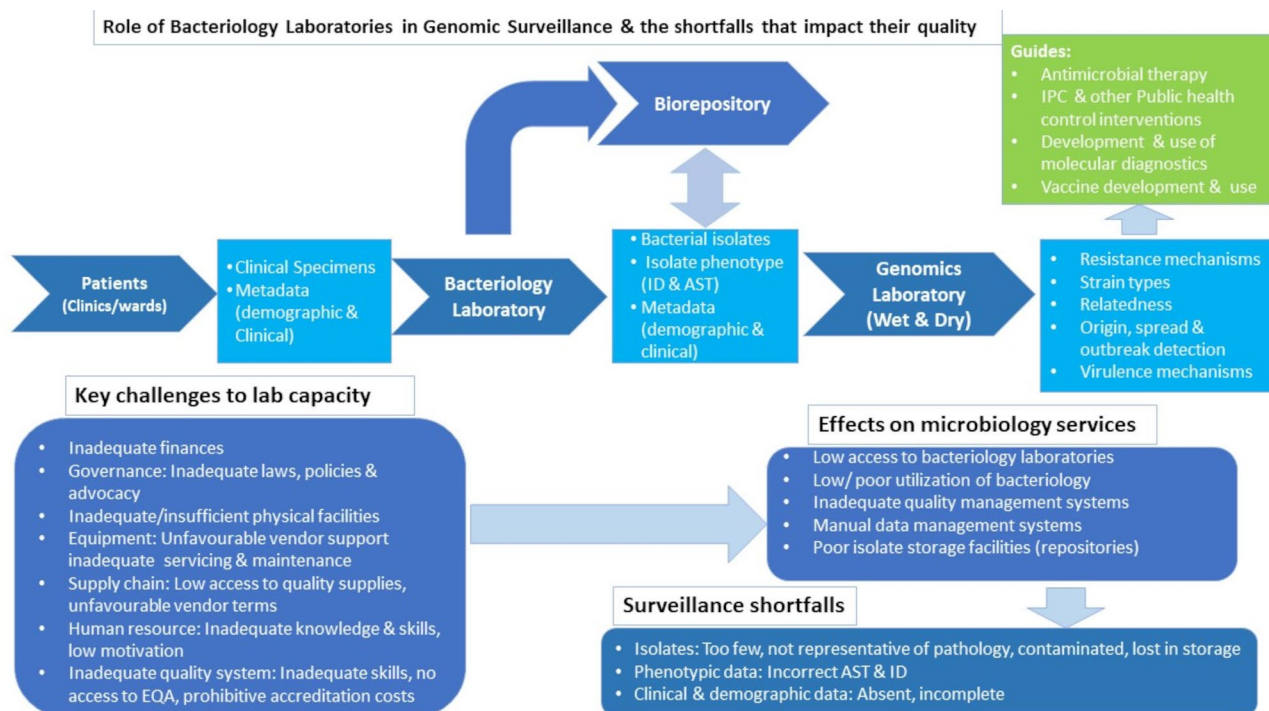 Role of Bacteriology Laboratories in Genomic Surveillance & the shortfalls that impact their quality
Guides:
• Antimicrobial therapy
• IPC & other Public health
control interventions
• Development & use of
molecular diagnostics
• Vaccine development & use
Biorepository
Patients
(Clinics/wards)
• Clinical Specimens
• Metadata
(demographic &
Clinical)
Bacteriology
Laboratory
• Bacterial isolates
• Isolate phenotype
(ID & AST)
• Metadata
(demographic &
clinical)
Genomics
Laboratory
(Wet & Dry)
• Resistance mechanisms
• Strain types
• Relatedness
• Origin, spread &
outbreak detection
• Virulence mechanisms
Key challenges to lab capacity
• Inadequate finances
• Governance: Inadequate laws, policies &
advocacy
• Inadequate/insufficient physical facilities
• Equipment: Unfavourable vendor support
inadequate servicing & maintenance
• Supply chain: Low access to quality supplies,
unfavourable vendor terms
• Human resource: Inadequate knowledge & skills,
low motivation
• Inadequate quality system: Inadequate skills, no
access to EQA, prohibitive accreditation costs
Effects on microbiology services
• Low access to bacteriology laboratories
• Low/ poor utilization of bacteriology
• Inadequate quality management systems
• Manual data management systems
• Poor isolate storage facilities (repositories)
Surveillance shortfalls
• Isolates: Too few, not representative of pathology, contaminated, lost in storage
• Phenotypic data: Incorrect AST & ID
• Clinical & demographic data: Absent, incomplete